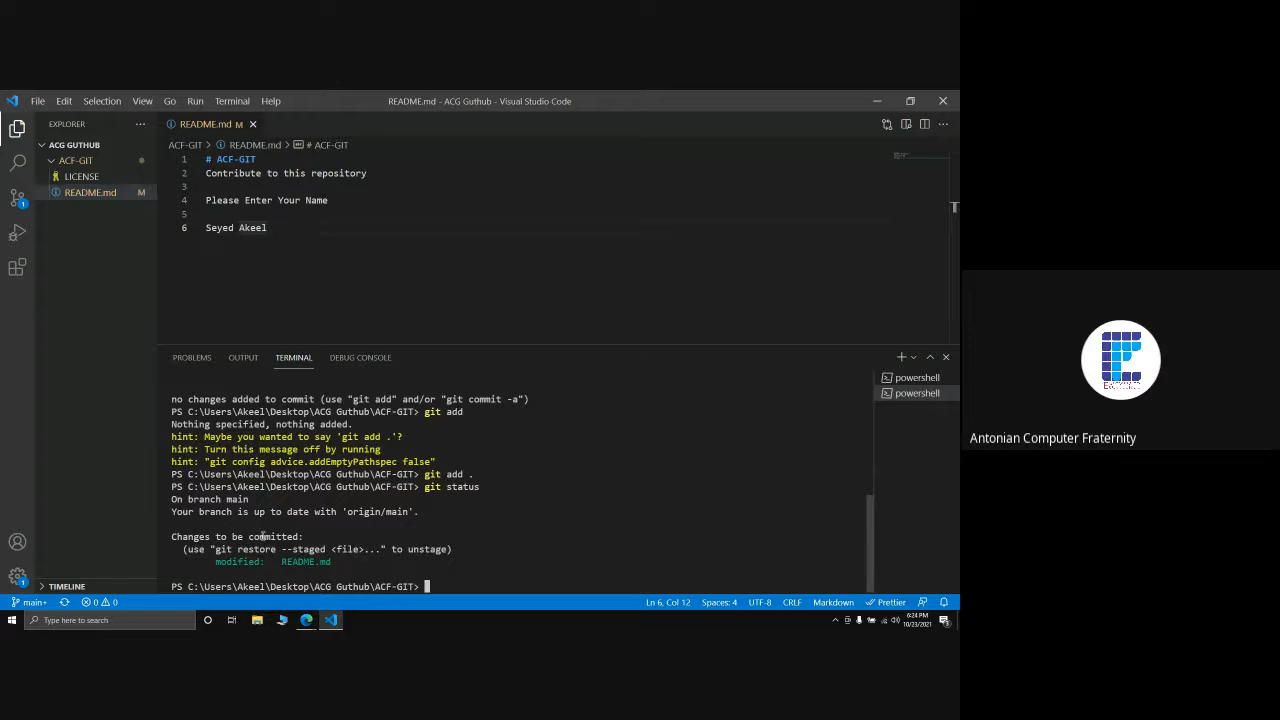 File Edit Selection View Go Run Terminal Help
README.md - ACG Guthub - Visual Studio Code
EXPLORER
README.md M
ACG GUTHUB
ACF-GIT
LICENSE
README.md M
ACF-GIT > README.md > # ACF-GIT
1 # ACF-GIT
2 Contribute to this repository
3
4 Please Enter Your Name
5
6 Seyed Akeel
PROBLEMS OUTPUT TERMINAL DEBUG CONSOLE
powershell
powershell
no changes added to commit (use "git add" and/or "git commit -a")
PS C:\Users\Akeel\Desktop\ACG Guthub\ACF-GIT> git add
Nothing specified, nothing added.
hint: Maybe you wanted to say 'git add .'?
hint: Turn this message off by running
hint: "git config advice.addEmptyPathspec false"
PS C:\Users\Akeel\Desktop\ACG Guthub\ACF-GIT> git add .
PS C:\Users\Akeel\Desktop\ACG Guthub\ACF-GIT> git status
On branch main
Your branch is up to date with 'origin/main'.
Changes to be committed:
(use "git restore --staged <file>..." to unstage)
modified: README.md
PS C:\Users\Akeel\Desktop\ACG Guthub\ACF-GIT>
TIMELINE
main+ 0 0
Ln 6, Col 12 Spaces: 4 UTF-8 CRLF Markdown Prettier
Type here to search
6:24 PM
10/23/2021
Antonian Computer Fraternity